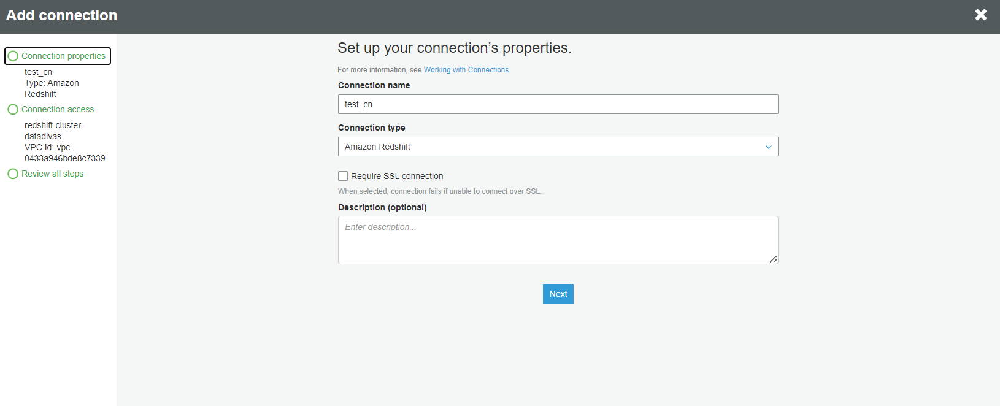 Add connection
Connection properties
test_cn
Type: Amazon
Redshift
Connection access
redshift-cluster-
datadivas
VPC Id: vpc-
0433a946bde8c7339
Review all steps
Set up your connection’s properties.
For more information, see Working with Connections.
Connection name
test_cn
Connection type
Amazon Redshift
Require SSL connection
When selected, connection fails if unable to connect over SSL.
Description (optional)
Enter description...
Next